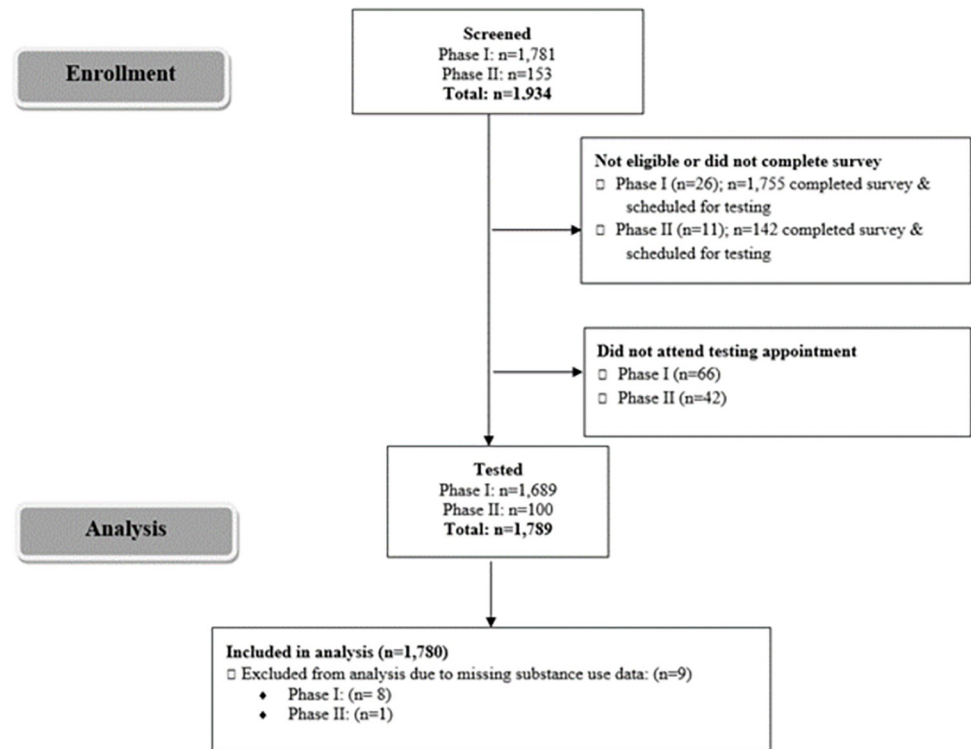 Enrollment
Screened
Phase I: n=1,781
Phase II: n=153
Total: n=1,934
Not eligible or did not complete survey
□ Phase I (n=26); n=1,755 completed survey &
scheduled for testing
□ Phase II (n=11); n=142 completed survey &
scheduled for testing
Did not attend testing appointment
□ Phase I (n=66)
□ Phase II (n=42)
Tested
Phase I: n=1,689
Phase II: n=100
Total: n=1,789
Analysis
Included in analysis (n=1,780)
□ Excluded from analysis due to missing substance use data: (n=9)
♦ Phase I: (n= 8)
♦ Phase II: (n=1)